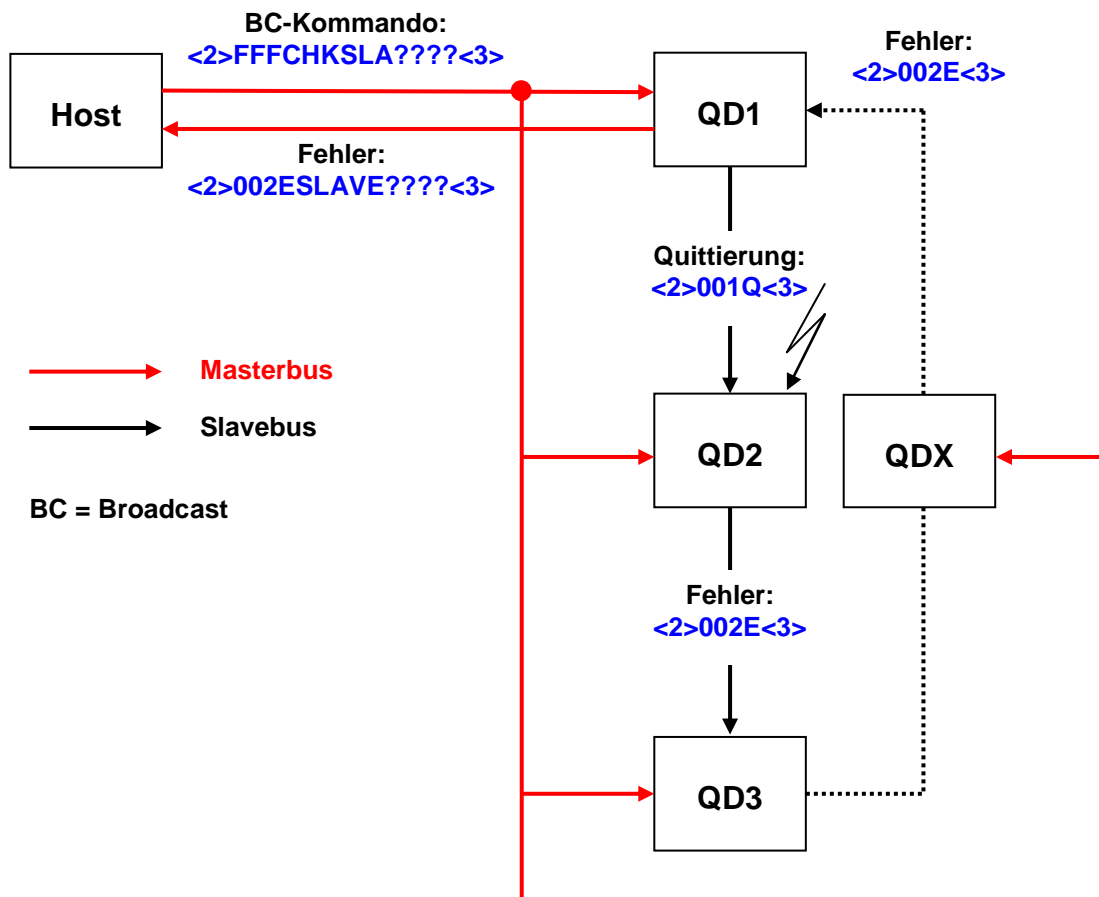 BC-Kommando:
<2>FFFCHKSLA????<3>
Fehler:
<2>002E<3>
Host
QD1
Fehler:
<2>002ESLAVE????<3>
Quittierung:
<2>001Q<3>
Masterbus
Slavebus
QD2
QDX
BC = Broadcast
Fehler:
<2>002E<3>
QD3